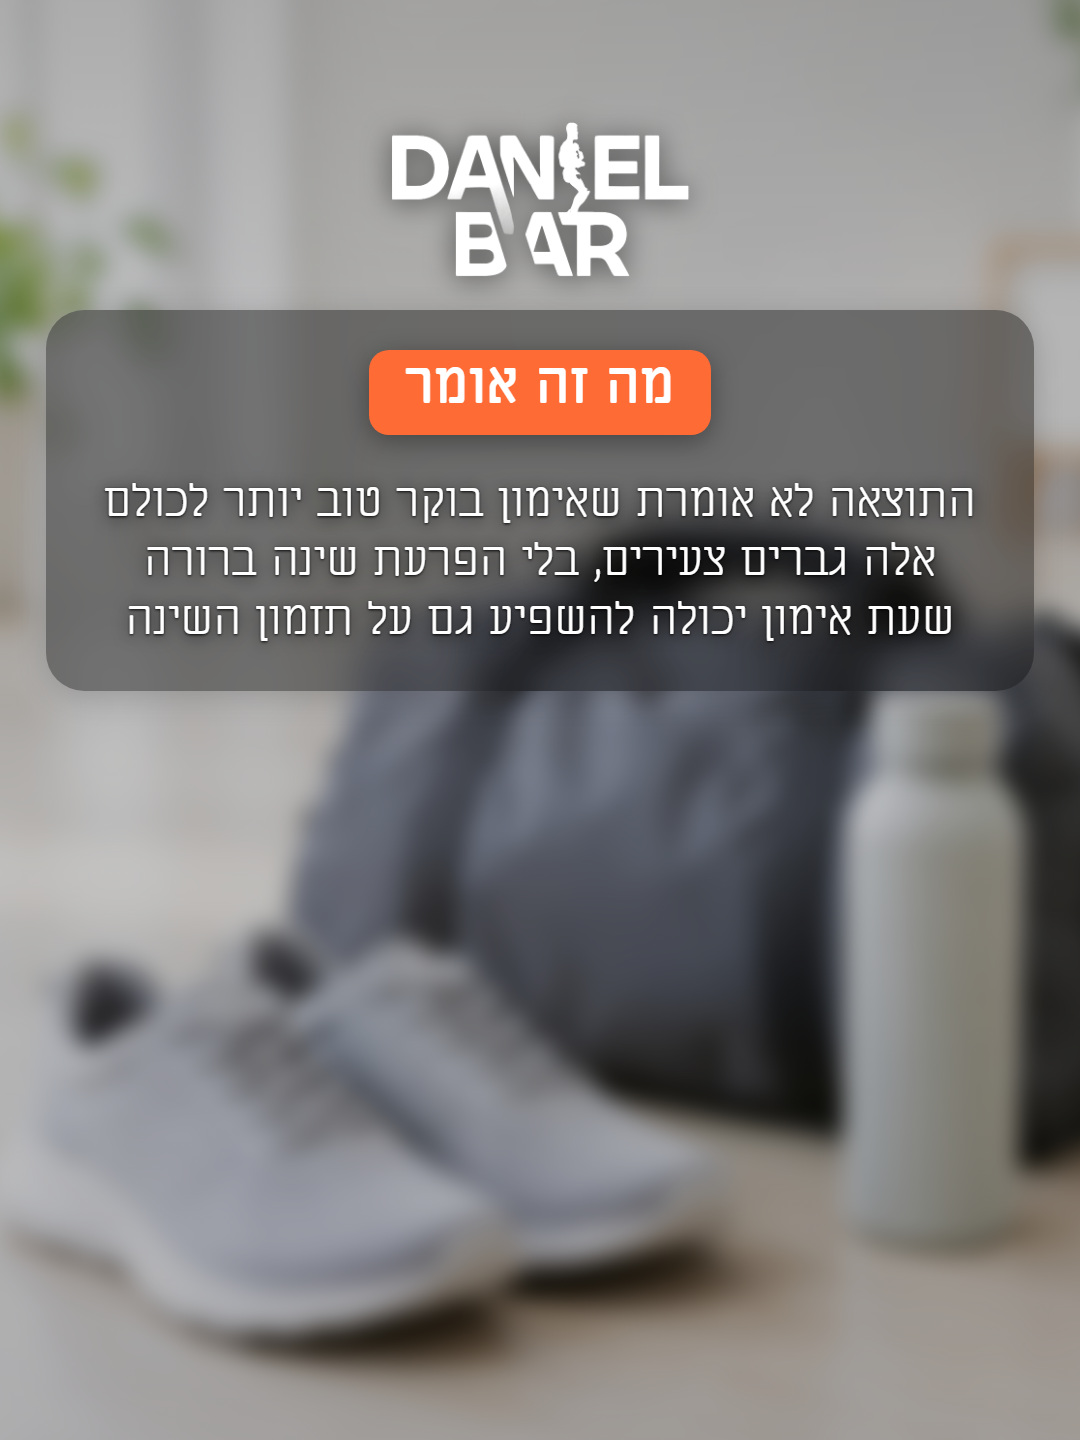 DANIEL
BAR
מה זה אומר
התוצאה לא אומרת שאימון בוקר טוב יותר לכולם
אלה גברים צעירים, בלי הפרעת שינה ברורה
שעת אימון יכולה להשפיע גם על תזמון השינה